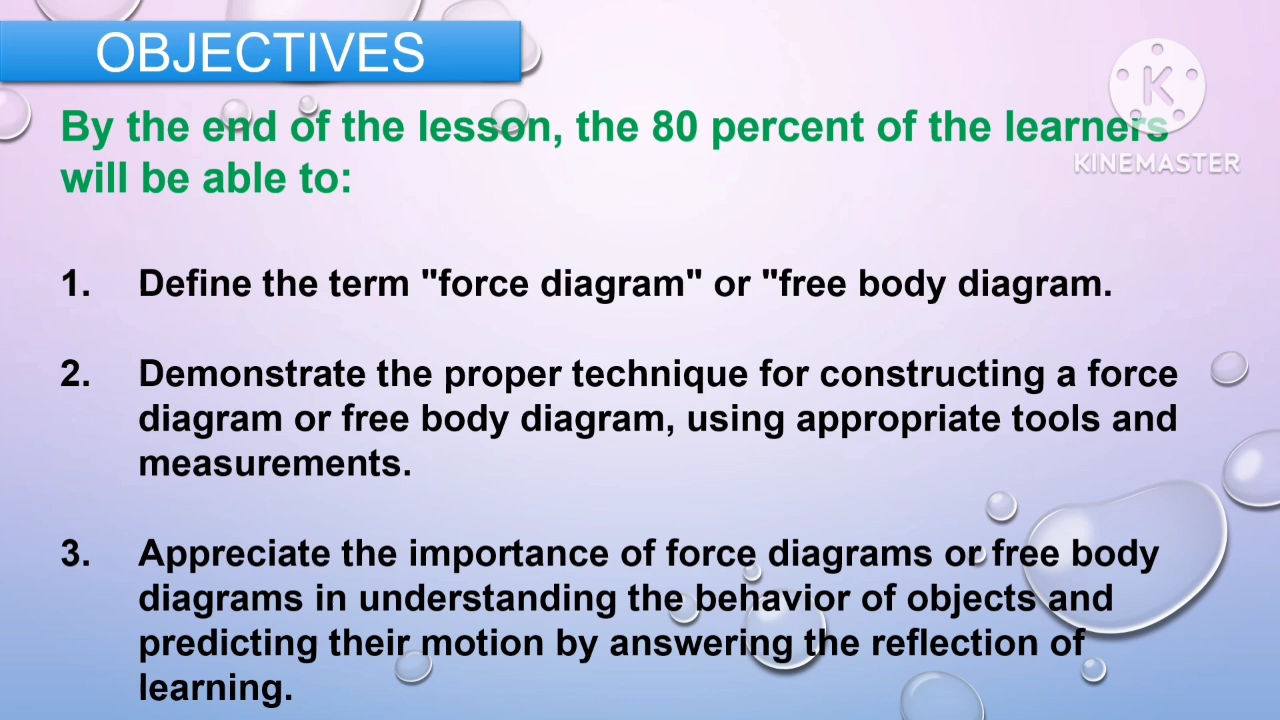 OBJECTIVES
By the end of the lesson, the 80 percent of the learners
will be able to:
1. Define the term "force diagram" or "free body diagram.
2. Demonstrate the proper technique for constructing a force
diagram or free body diagram, using appropriate tools and
measurements.
3. Appreciate the importance of force diagrams or free body
diagrams in understanding the behavior of objects and
predicting their motion by answering the reflection of
learning.
K
KINEMASTER